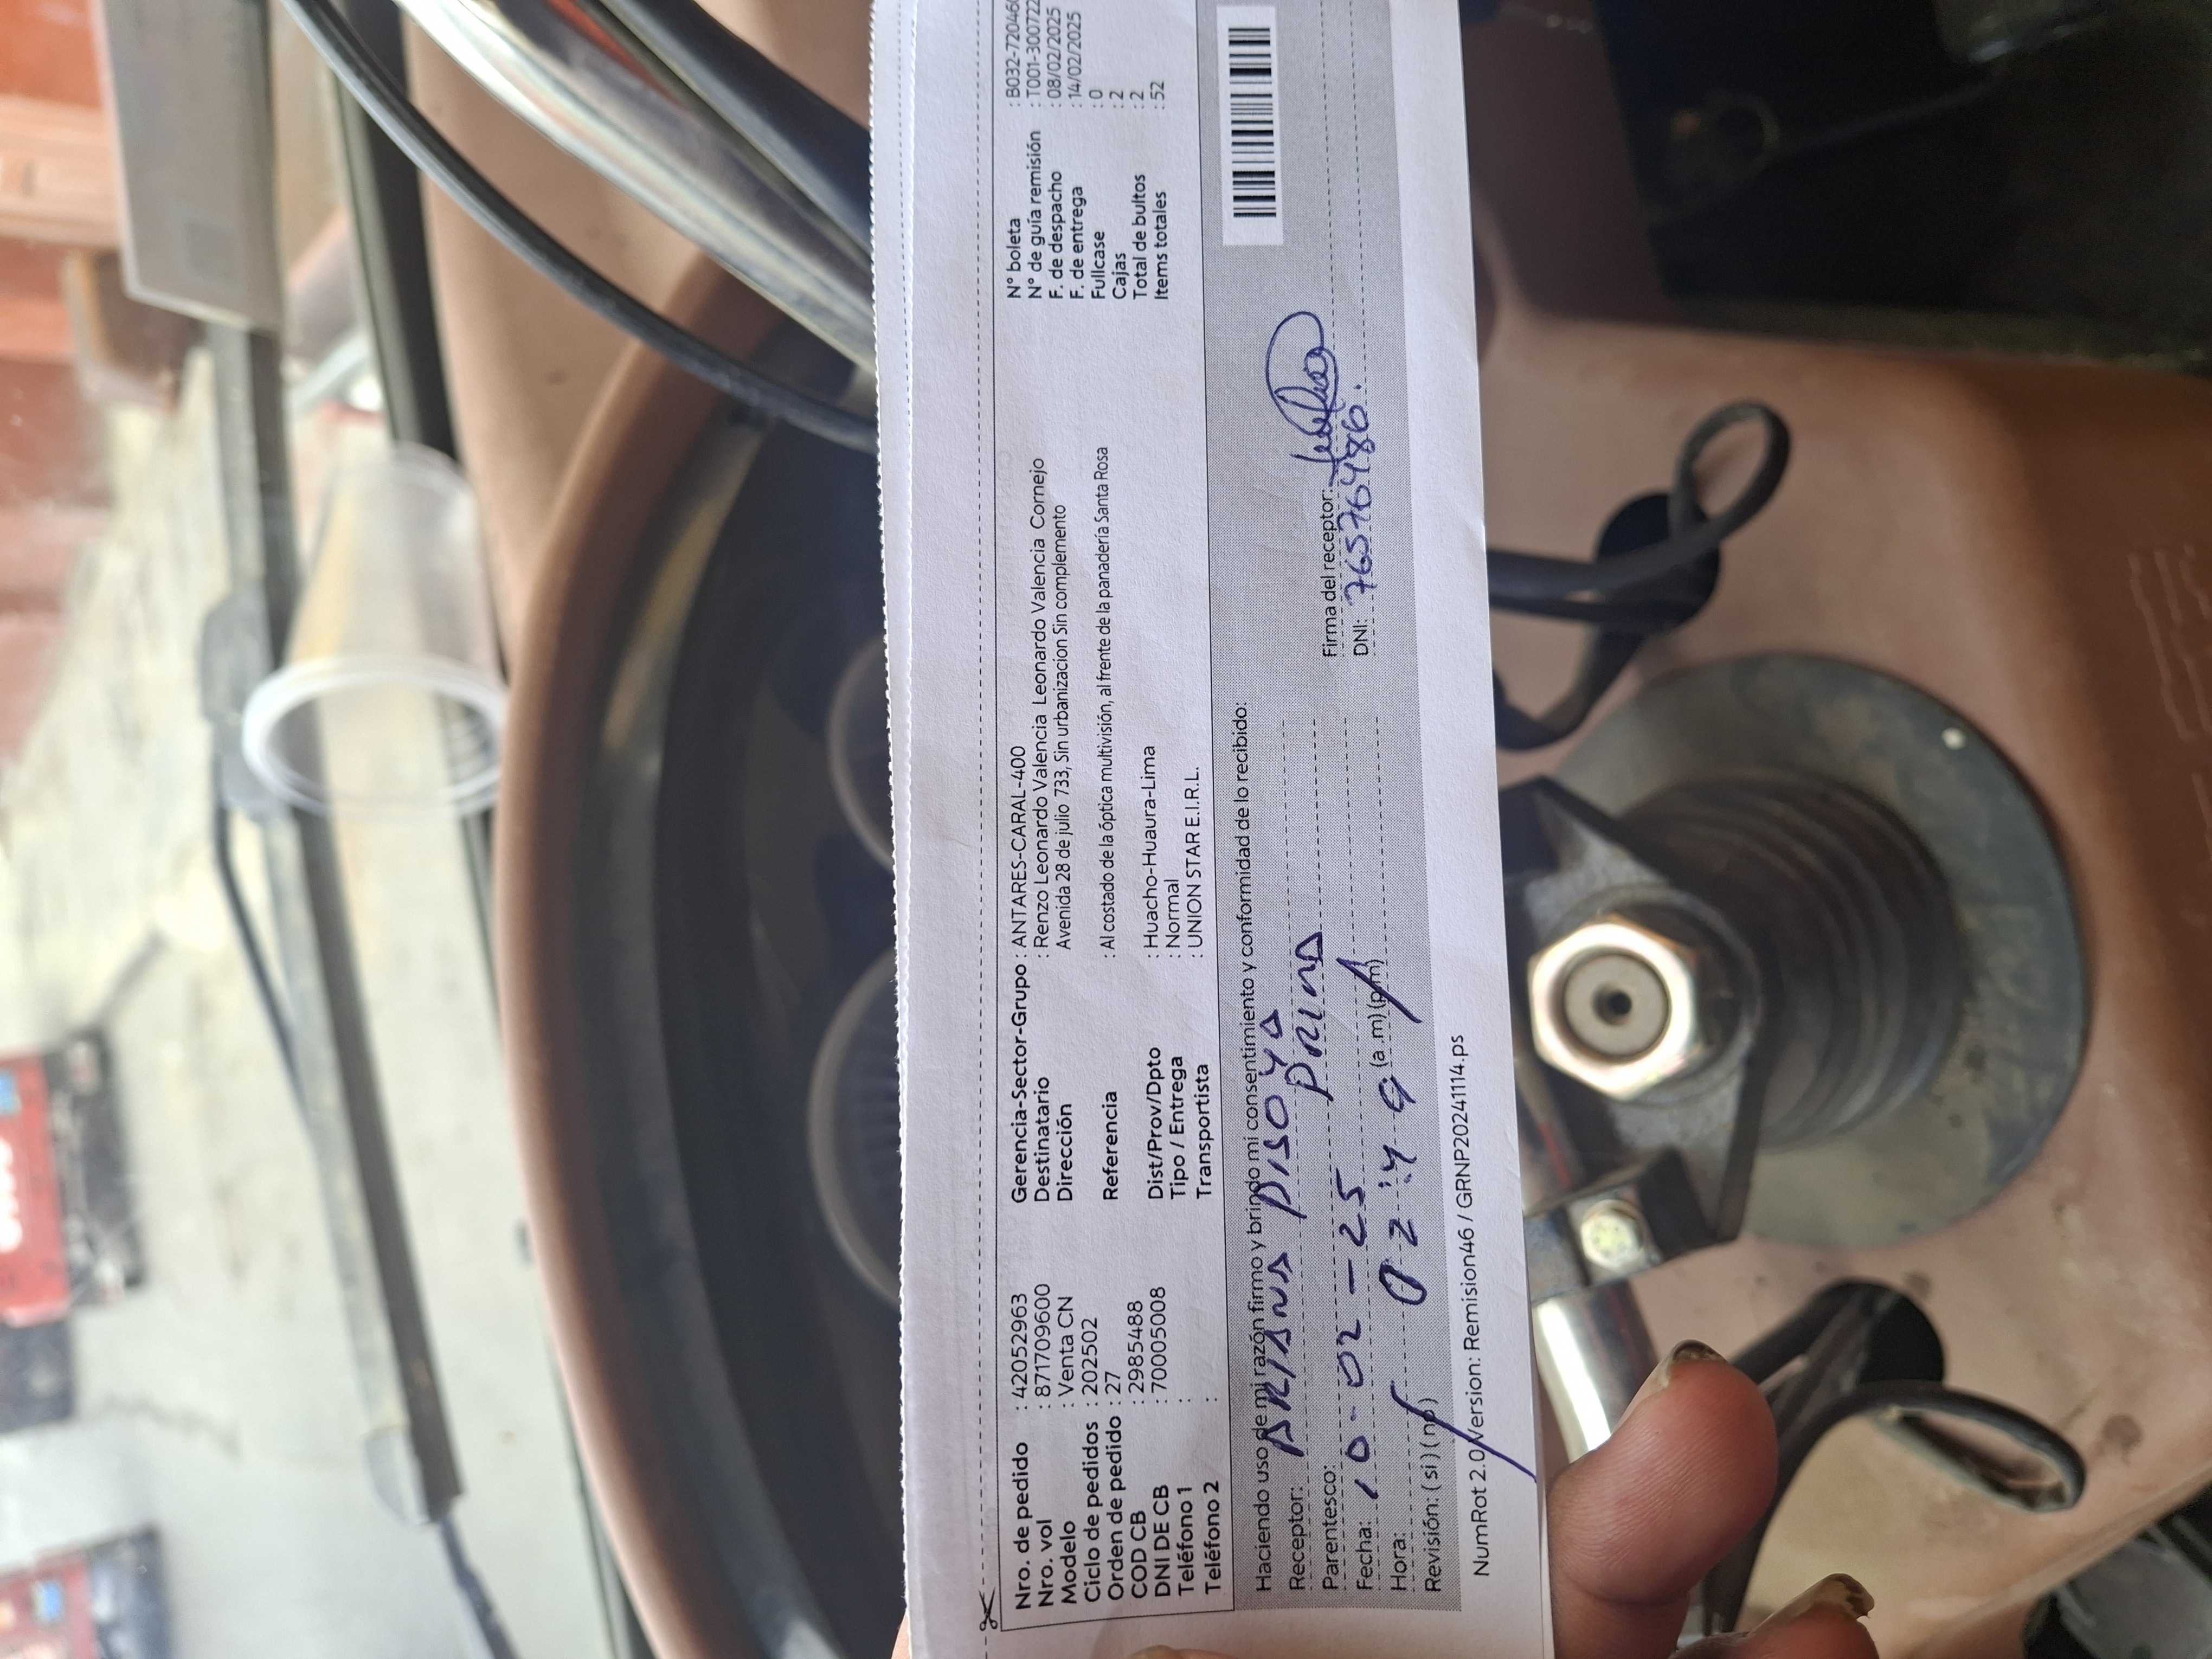 Nro. de pedido : 42052963 Gerencia-Sector-Grupo : ANTARES-CARAL-400 N° boleta : B032-720460
Nro. vol : 871709600 Destinatario : Renzo Leonardo Valencia Leonardo Valencia Cornejo N° de guía remisión : T001-300722
Modelo : Venta CN Dirección Avenida 28 de julio 733, Sin urbanizacion Sin complemento F. de despacho : 08/02/2025
Ciclo de pedidos : 202502 F. de entrega : 14/02/2025
Orden de pedido : 27 Referencia : Al costado de la óptica multivisión, al frente de la panadería Santa Rosa Fullcase : 0
COD CB : 2985488 Cajas : 2
DNI DE CB : 70005008 Dist/Prov/Dpto : Huacho-Huaura-Lima Total de bultos : 2
Teléfono 1 : Tipo / Entrega : Normal Items totales : 52
Teléfono 2 : Transportista : UNION STAR E.I.R.L.
Haciendo uso de mi razón firmo y brindo mi consentimiento y conformidad de lo recibido:
Receptor:
Parentesco: PRIMA Firma del receptor:
Fecha: 10-02-25 DNI: 76576486.
Hora: 02:49 (a.m) (p.m)
Revisión: ( si ) ( no )
NumRot 2.0 Version: Remision46 / GRNP20241114.ps